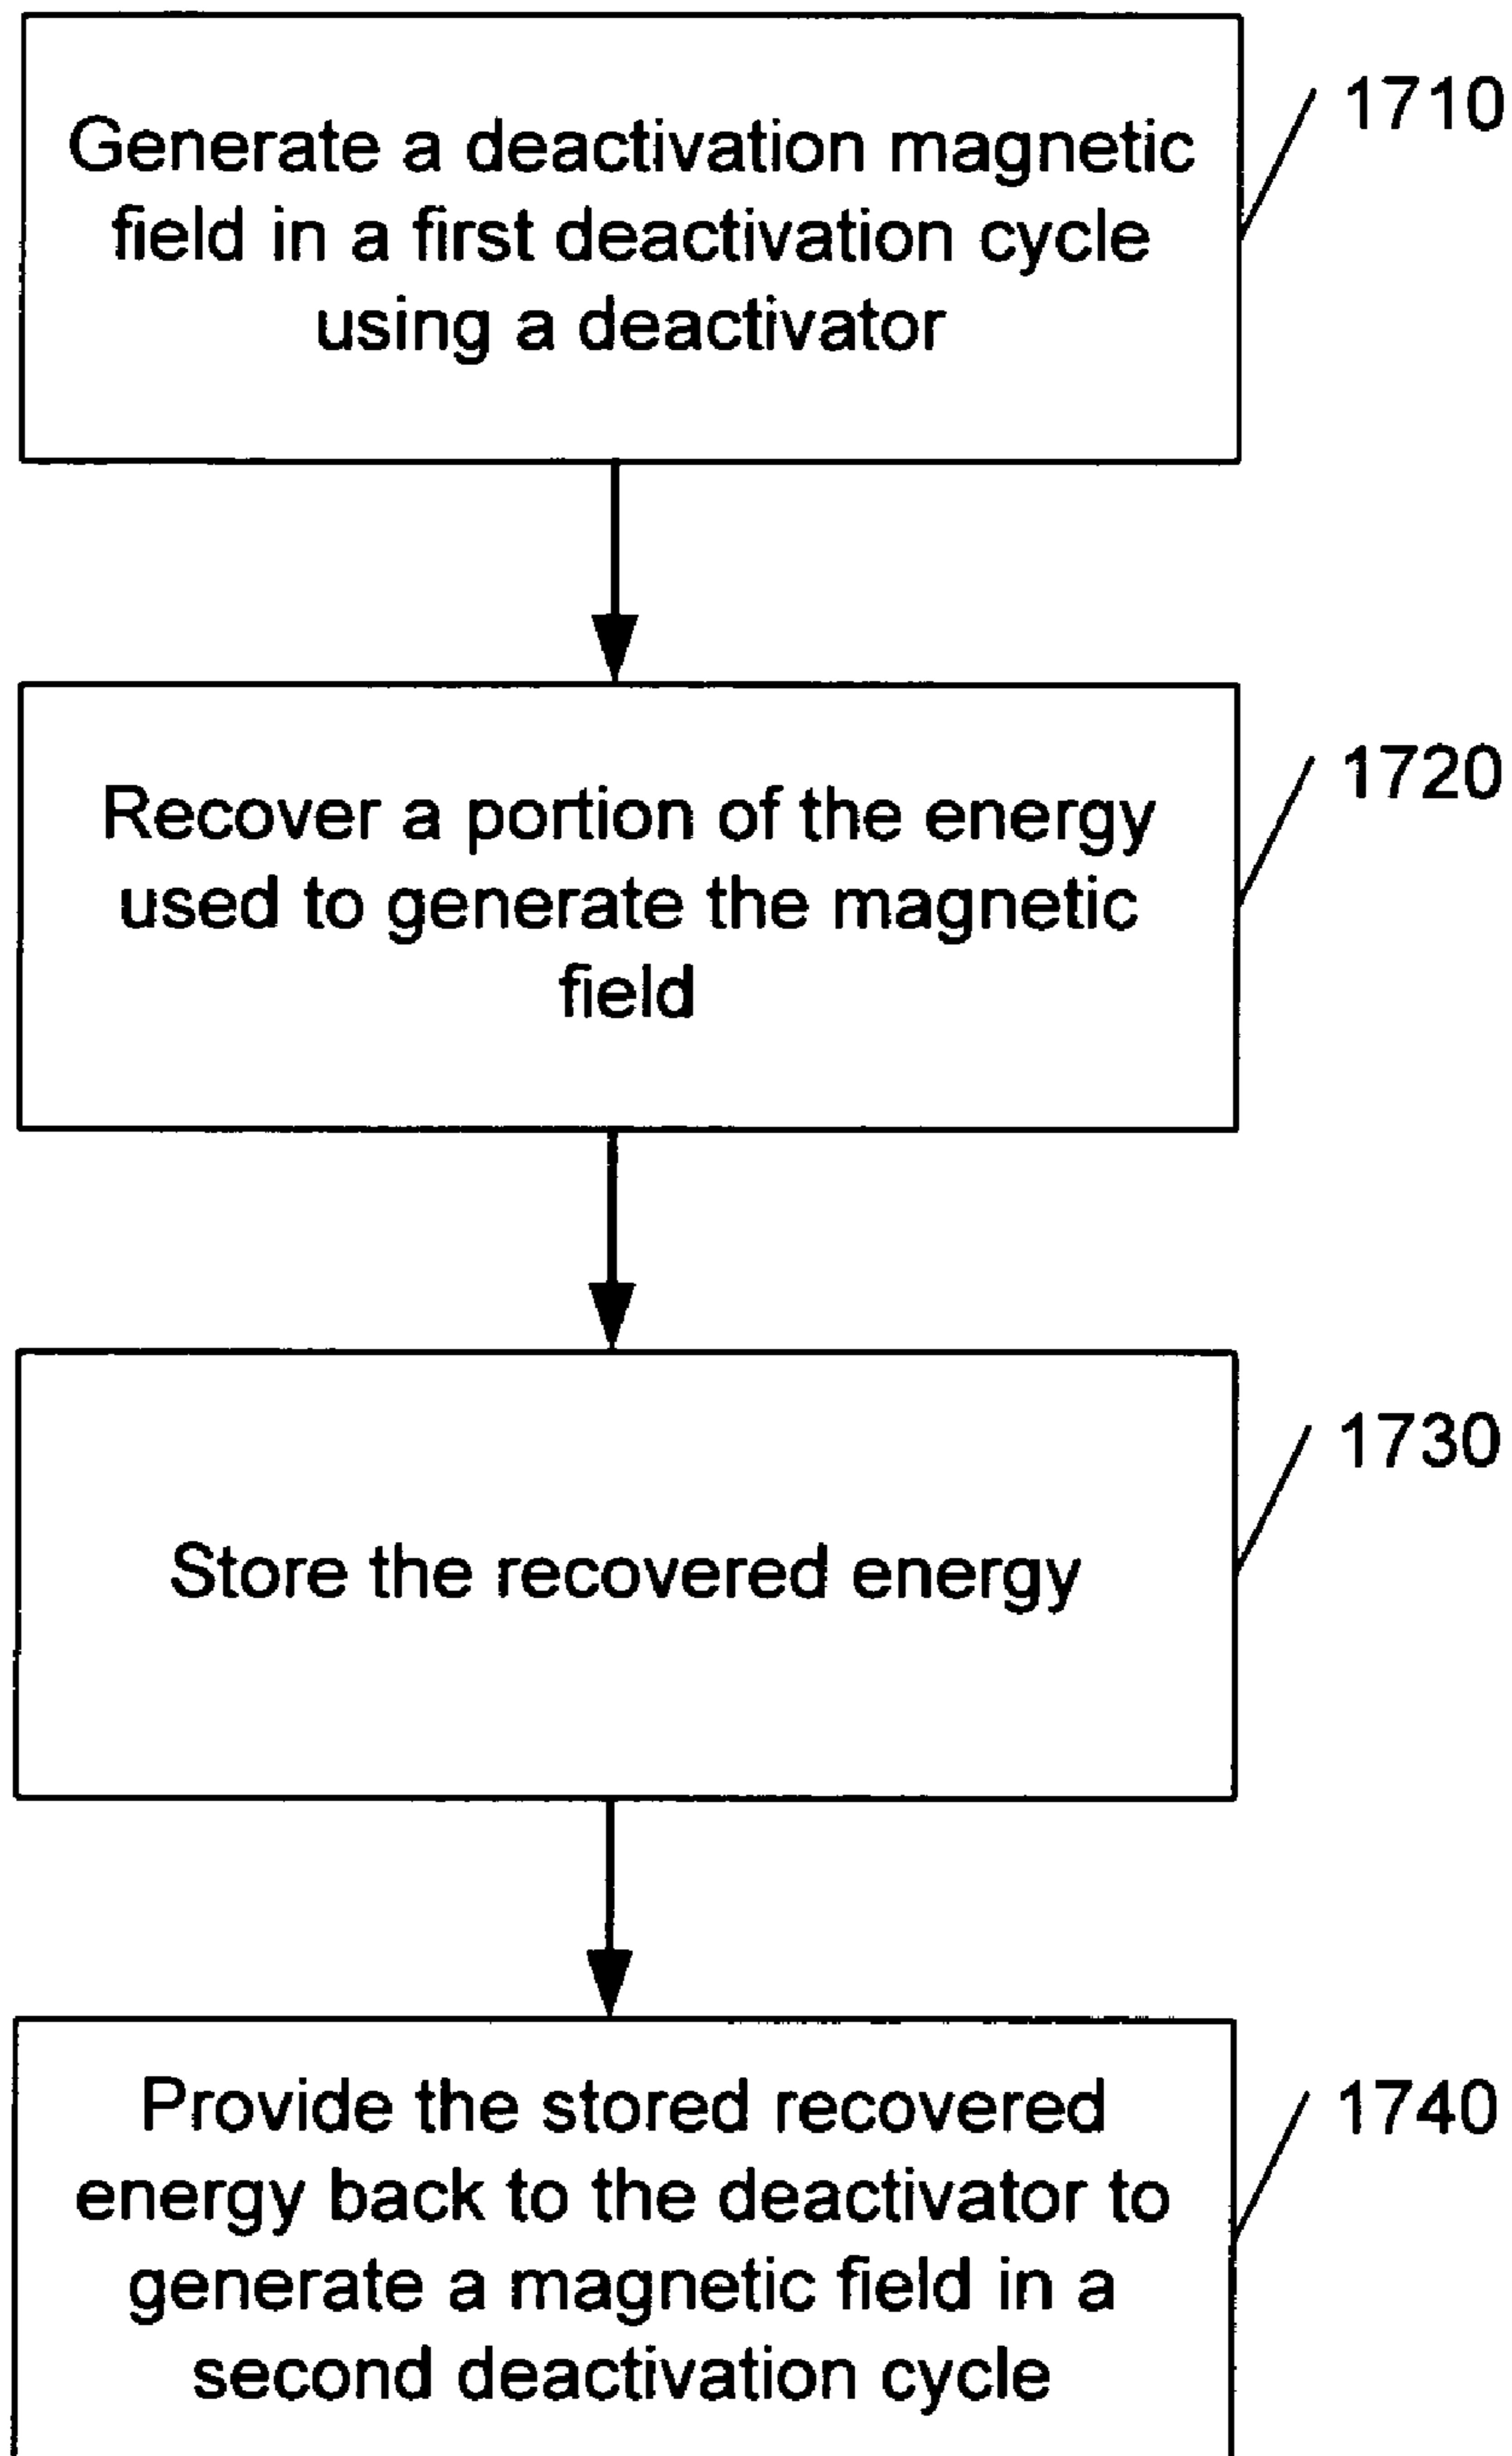 1710
Generate a deactivation magnetic
field in a first deactivation cycle
using a deactivator
1720
Recover a portion of the energy
used to generate the magnetic
field
1730
Store the recovered energy
1740
Provide the stored recovered
energy back to the deactivator to
generate a magnetic field in a
second deactivation cycle